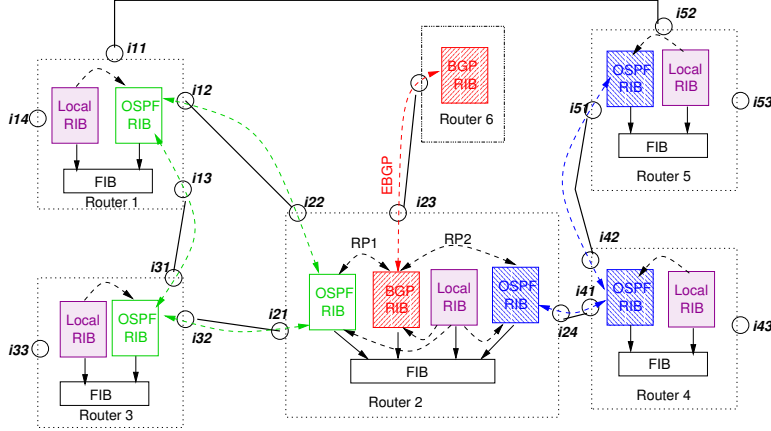 i11
i52
i14
Local
RIB
OSPF
RIB
i12
FIB
Router 1
i13
BGP
RIB
Router 6
EBGP
i23
i51
OSPF
RIB
Local
RIB
i53
FIB
Router 5
i22
i31
i33
Local
RIB
OSPF
RIB
i32
FIB
Router 3
i21
RP1
RP2
OSPF
RIB
BGP
RIB
Local
RIB
OSPF
RIB
FIB
Router 2
i24
i42
i41
OSPF
RIB
Local
RIB
i43
FIB
Router 4